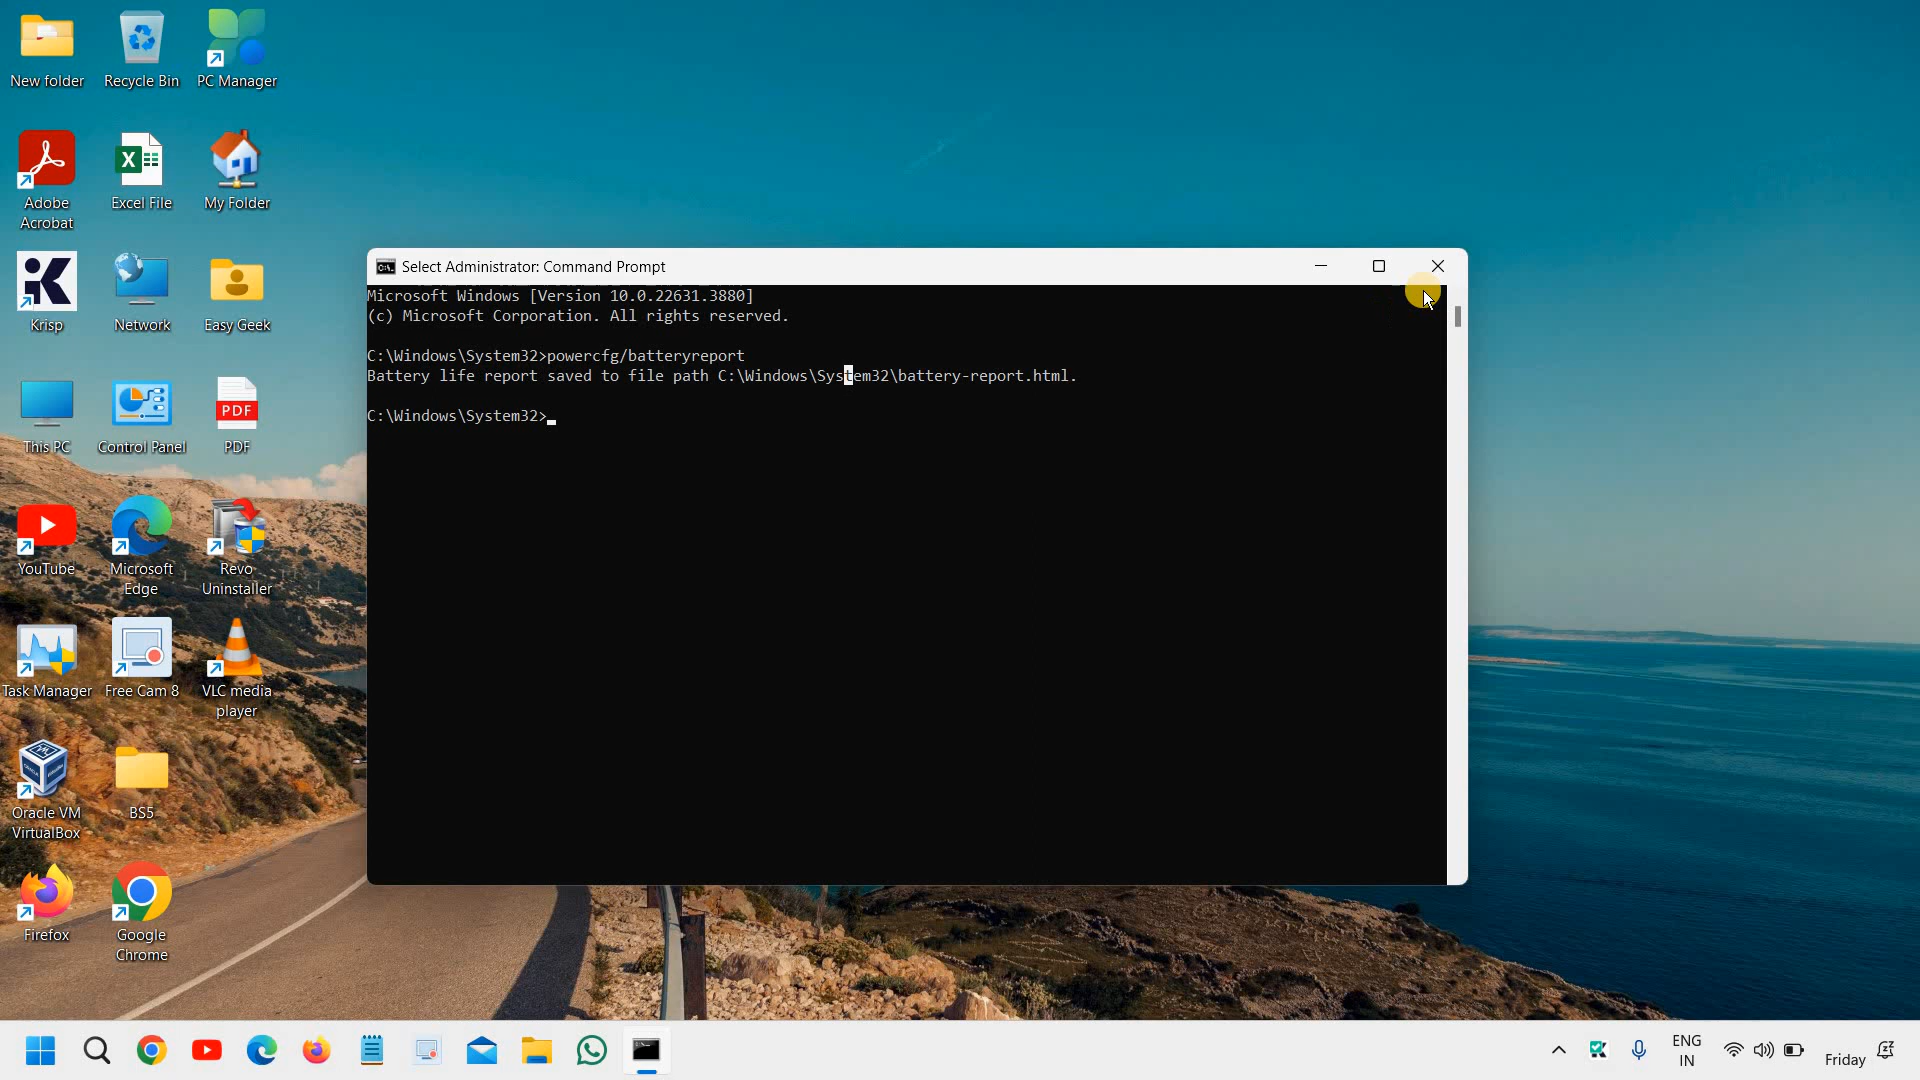 New folder
Recycle Bin
PC Manager
Adobe
Acrobat
Excel File
My Folder
Krisp
Network
Easy Geek
This PC
Control Panel
PDF
PDF
YouTube
Microsoft
Edge
Revo
Uninstaller
Task Manager
Free Cam 8
VLC media
player
Oracle VM
VirtualBox
BS5
Firefox
Google
Chrome
Select Administrator: Command Prompt
Microsoft Windows [Version 10.0.22631.3880]
(c) Microsoft Corporation. All rights reserved.
C:\Windows\System32>powercfg/batteryreport
Battery life report saved to file path C:\Windows\System32\battery-report.html.
C:\Windows\System32>
ENG
IN
Friday